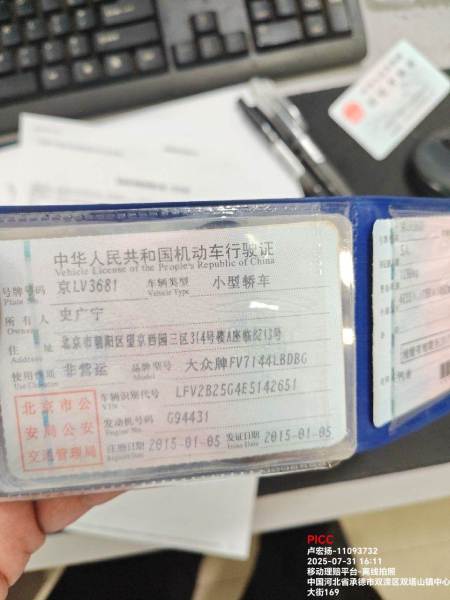 中华人民共和国机动车行驶证
Vehicle License of the People's Republic of China
号牌号码 京LV3681 车辆类型 小型轿车
Plate No.
所有人 史广宁
Owner
住址 北京市朝阳区望京西园三区314号楼A座临8213号
使用性质 非营运 品牌型号 大众牌FV7144LBDBG
Use Character Model
车辆识别代号 LFV2B25G4E5142651
VIN
发动机号码 G94431
Engine No.
注册日期 2015-01-05 发证日期 2015-01-05
Register Date Issue Date
北京市公
安局公安
交通管理局
PICC
卢宏扬-11093732
2025-07-31 16:11
移动理赔平台-离线拍照
中国河北省承德市双滦区双塔山镇中心
大街169